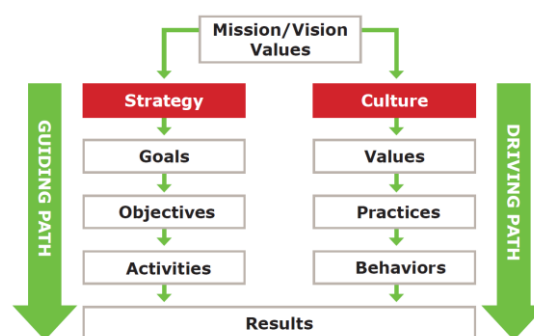 Mission/Vision
Values
Strategy
Culture
GUIDING PATH
DRIVING PATH
Goals
Values
Objectives
Practices
Activities
Behaviors
Results